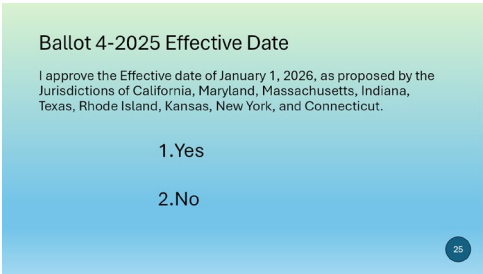 Ballot 4-2025 Effective Date
I approve the Effective date of January 1, 2026, as proposed by the
Jurisdictions of California, Maryland, Massachusetts, Indiana,
Texas, Rhode Island, Kansas, New York, and Connecticut.
1.Yes
2.No
25